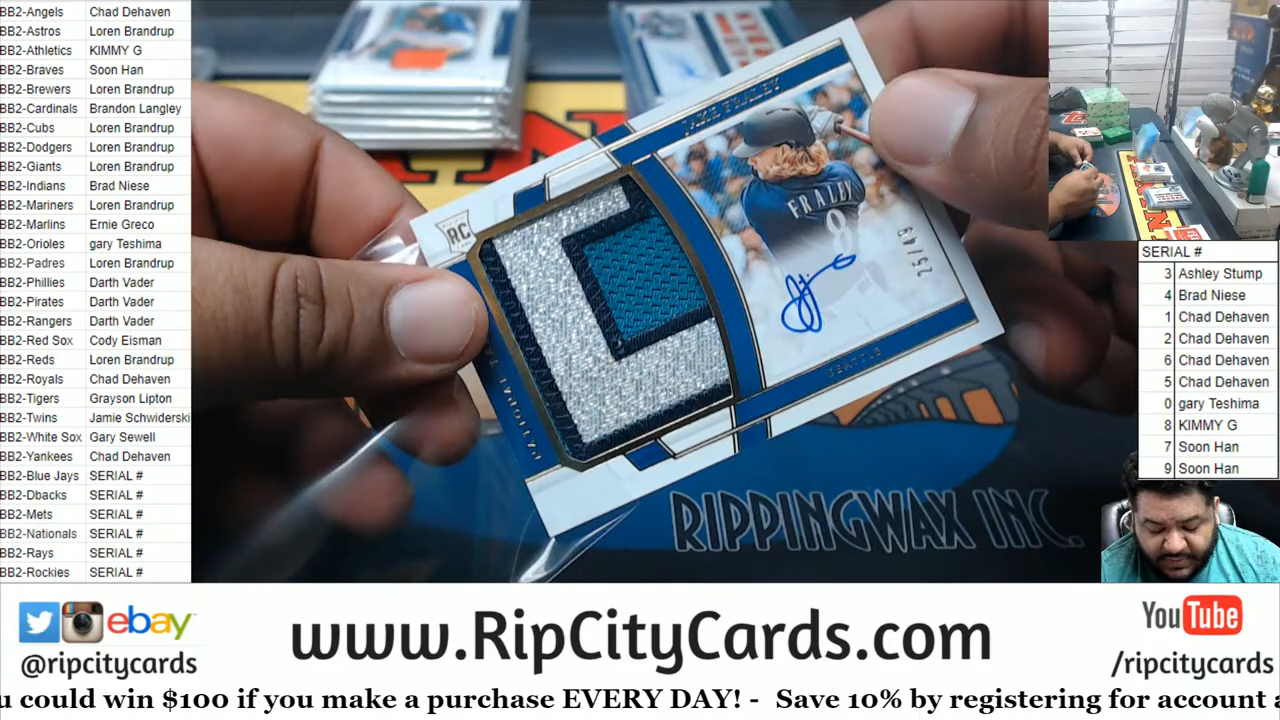 BB2-Angels Chad Dehaven
BB2-Astros Loren Brandrup
BB2-Athletics KIMMY G
BB2-Braves Soon Han
BB2-Brewers Loren Brandrup
BB2-Cardinals Brandon Langley
BB2-Cubs Loren Brandrup
BB2-Dodgers Loren Brandrup
BB2-Giants Loren Brandrup
BB2-Indians Brad Niese
BB2-Mariners Loren Brandrup
BB2-Marlins Ernie Greco
BB2-Orioles gary Teshima
BB2-Padres Loren Brandrup
BB2-Phillies Darth Vader
BB2-Pirates Darth Vader
BB2-Rangers Darth Vader
BB2-Red Sox Cody Eisman
BB2-Reds Loren Brandrup
BB2-Royals Chad Dehaven
BB2-Tigers Grayson Lipton
BB2-Twins Jamie Schwiderski
BB2-White Sox Gary Sewell
BB2-Yankees Chad Dehaven
BB2-Blue Jays SERIAL #
BB2-Dbacks SERIAL #
BB2-Mets SERIAL #
BB2-Nationals SERIAL #
BB2-Rays SERIAL #
BB2-Rockies SERIAL #
JAKE FRALEY
RC
FRALEY
9
25/49
SEATTLE
NATIONAL T
RIPPINGWAX INC.
SERIAL #
3 Ashley Stump
4 Brad Niese
1 Chad Dehaven
2 Chad Dehaven
6 Chad Dehaven
5 Chad Dehaven
0 gary Teshima
8 KIMMY G
7 Soon Han
9 Soon Han
ebay
@ripcitycards
www.RipCityCards.com
YouTube
/ripcitycards
u could win $100 if you make a purchase EVERY DAY! - Save 10% by registering for account a